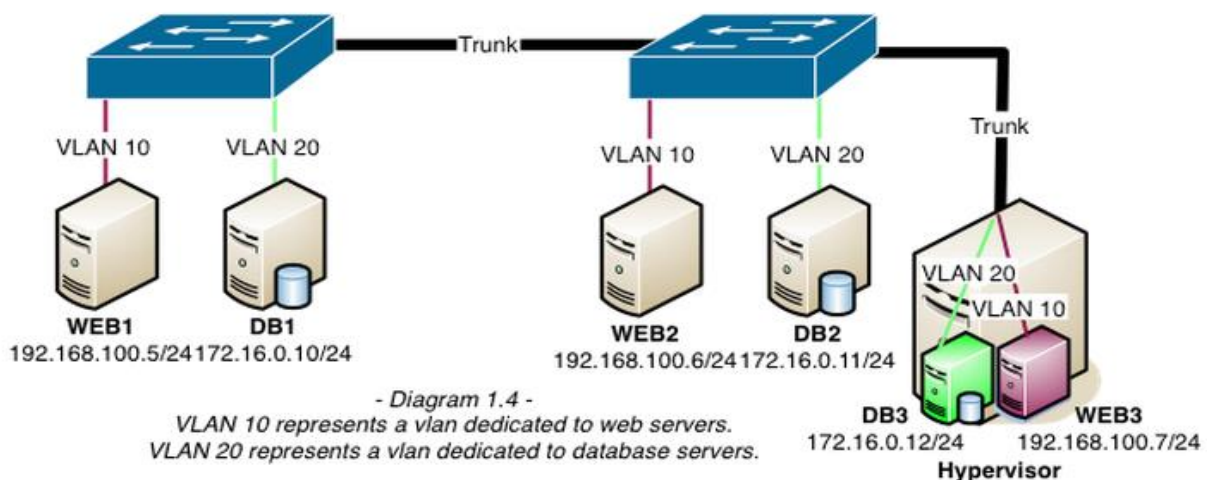 Trunk
Trunk
VLAN 10
VLAN 20
VLAN 10
VLAN 20
VLAN 20
VLAN 10
WEB1
192.168.100.5/24
DB1
172.16.0.10/24
WEB2
192.168.100.6/24
DB2
172.16.0.11/24
DB3
172.16.0.12/24
WEB3
192.168.100.7/24
Hypervisor
- Diagram 1.4 -
VLAN 10 represents a vlan dedicated to web servers.
VLAN 20 represents a vlan dedicated to database servers.